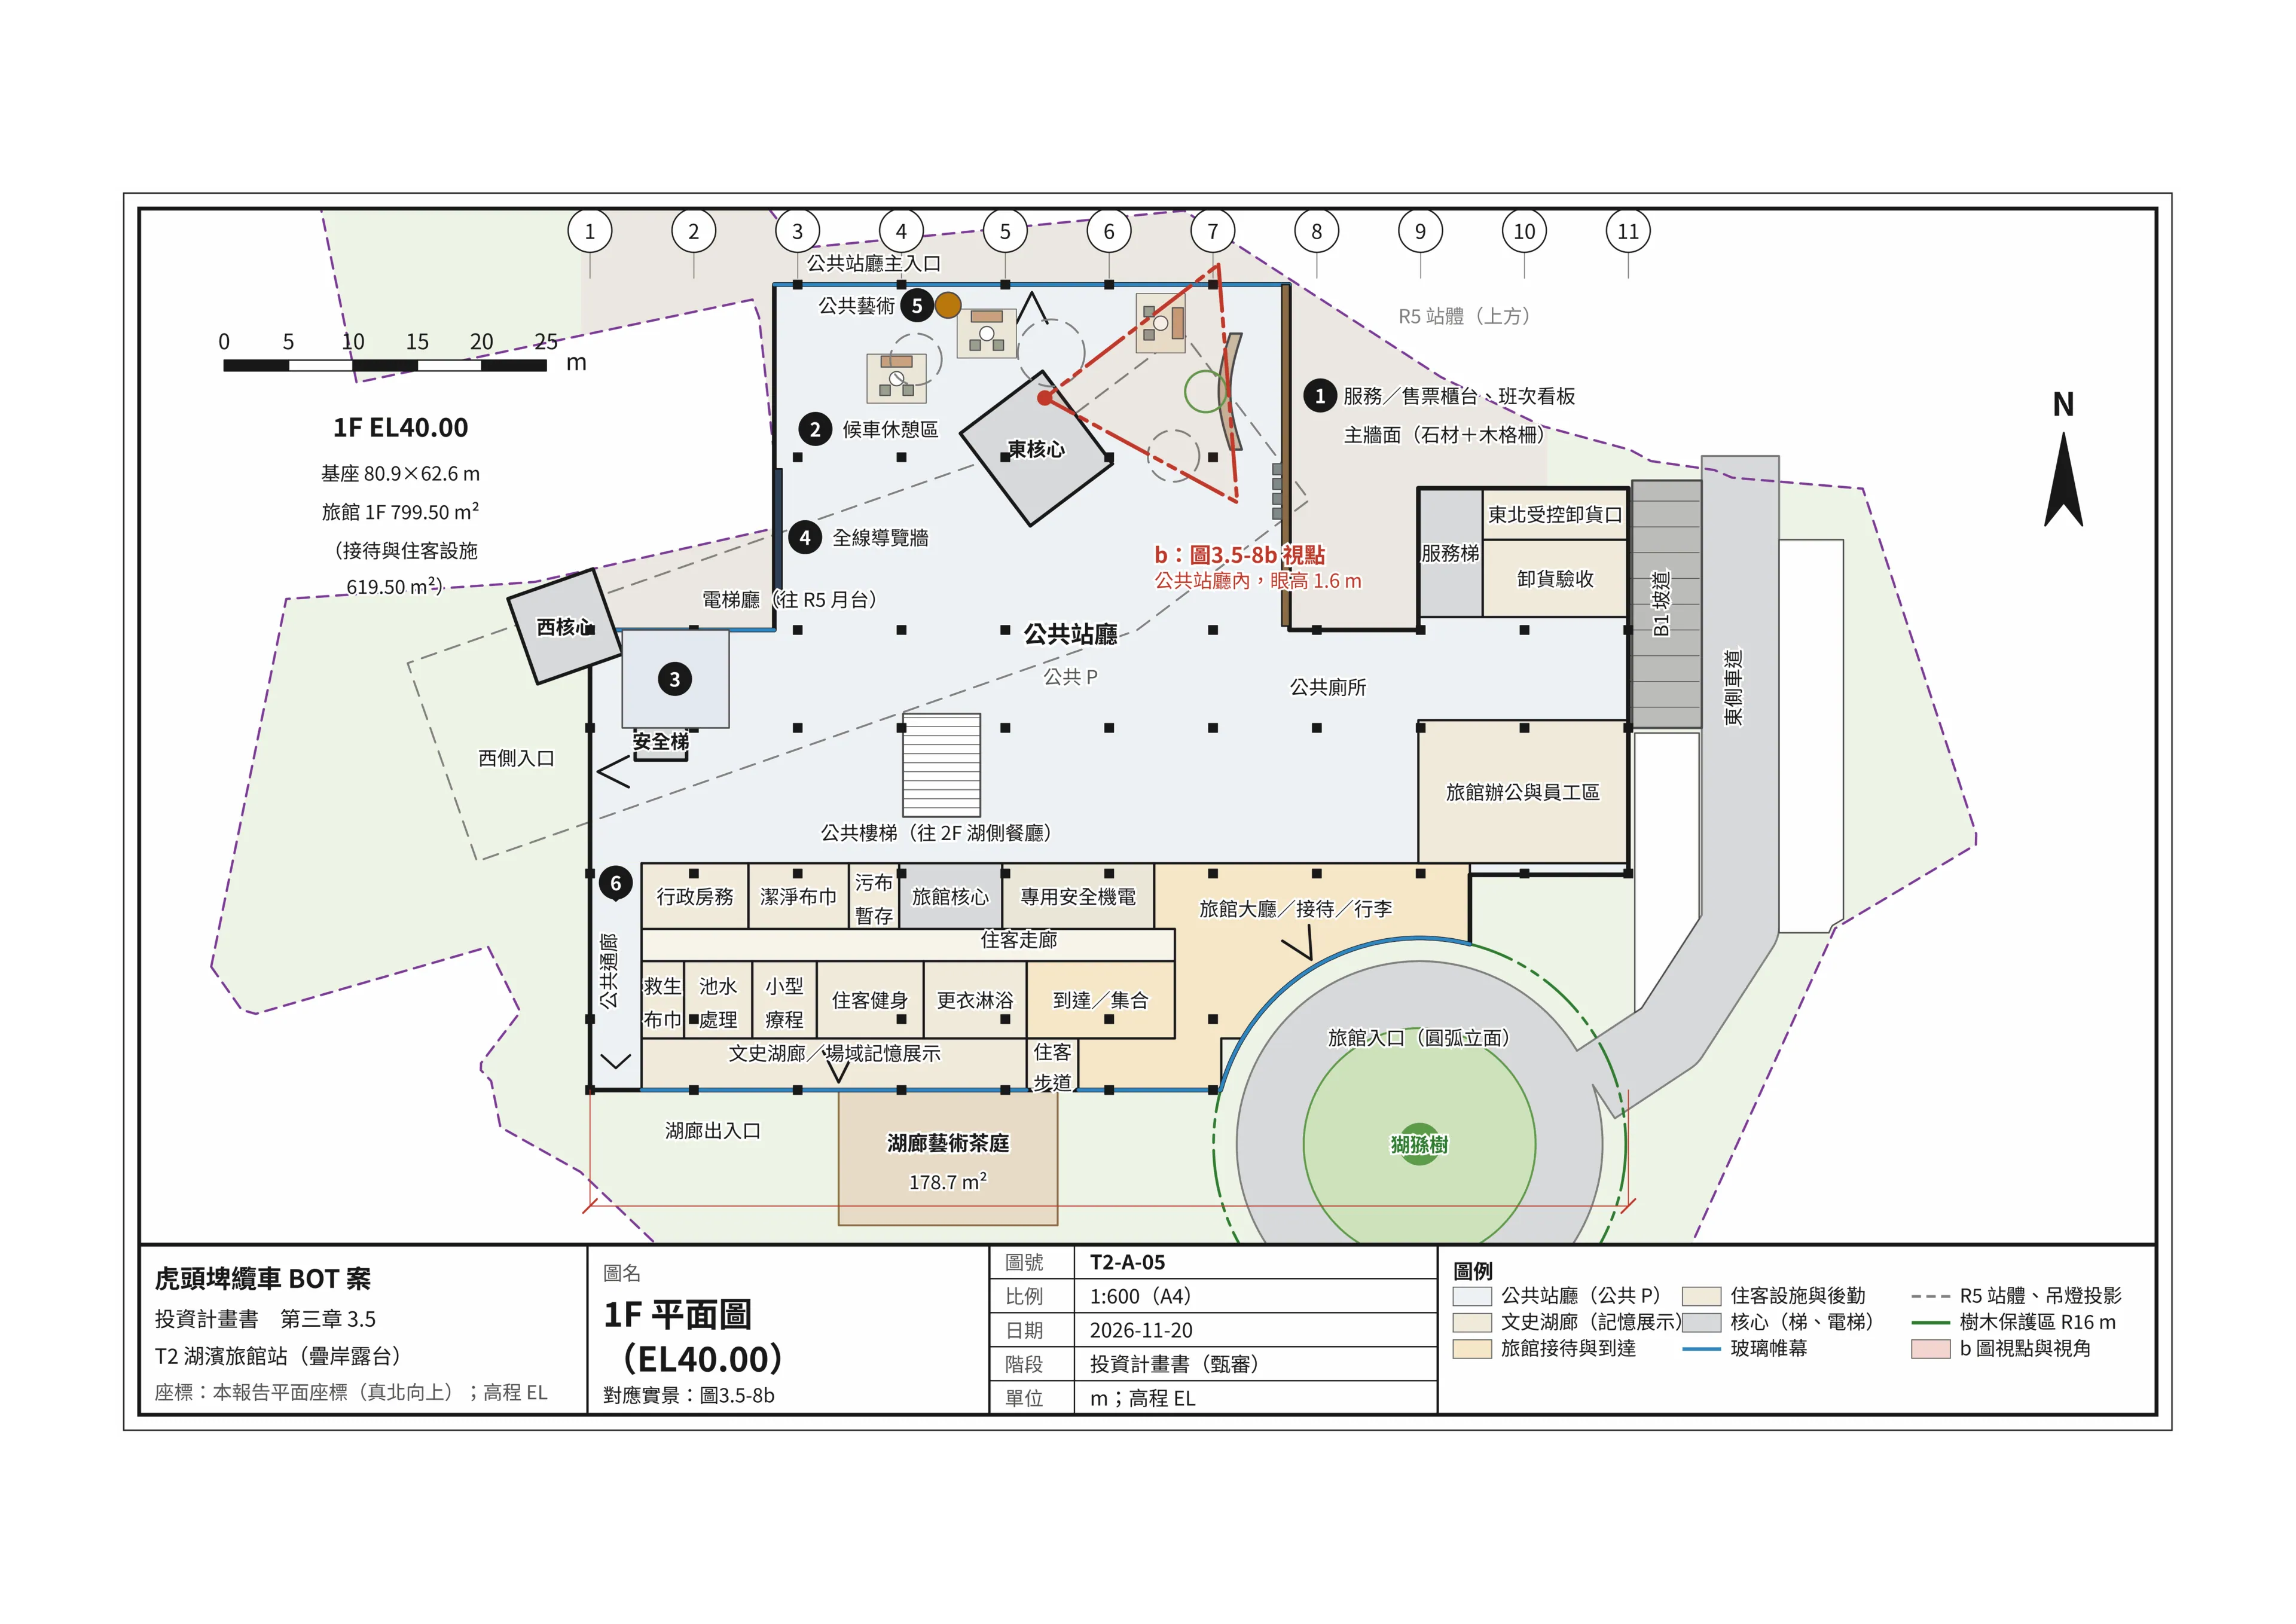 1 2 3 4 5 6 7 8 9 10 11
公共站廳主入口
公共藝術 5
R5 站體（上方）
0 5 10 15 20 25
m
N
1 服務／售票櫃台、班次看板
主牆面（石材＋木格柵）
1F EL40.00
基座 80.9×62.6 m
旅館 1F 799.50 m²
（接待與住客設施
619.50 m²）
2 候車休憩區
東核心
4 全線導覽牆
東北受控卸貨口
服務梯
卸貨驗收
b：圖3.5-8b 視點
公共站廳內，眼高 1.6 m
B1 坡道
東側車道
電梯廳（往 R5 月台）
西核心
公共站廳
公共 P
3
公共廁所
安全梯
西側入口
旅館辦公與員工區
公共樓梯（往 2F 湖側餐廳）
6
行政房務
潔淨布巾
污布
暫存
旅館核心
專用安全機電
旅館大廳／接待／行李
住客走廊
公共通廊
救生
布巾
池水
處理
小型
療程
住客健身
更衣淋浴
到達／集合
旅館入口（圓弧立面）
文史湖廊／場域記憶展示
住客
步道
湖廊出入口
湖廊藝術茶庭
178.7 m²
獼猻樹
虎頭埤纜車 BOT 案
投資計畫書　第三章 3.5
T2 湖濱旅館站（疊岸露台）
座標：本報告平面座標（真北向上）；高程 EL
圖名
1F 平面圖
（EL40.00）
對應實景：圖3.5-8b
圖號 T2-A-05
比例 1:600（A4）
日期 2026-11-20
階段 投資計畫書（甄審）
單位 m；高程 EL
圖例
公共站廳（公共 P）
文史湖廊（記憶展示）
旅館接待與到達
住客設施與後勤
核心（梯、電梯）
玻璃帷幕
R5 站體、吊燈投影
樹木保護區 R16 m
b 圖視點與視角